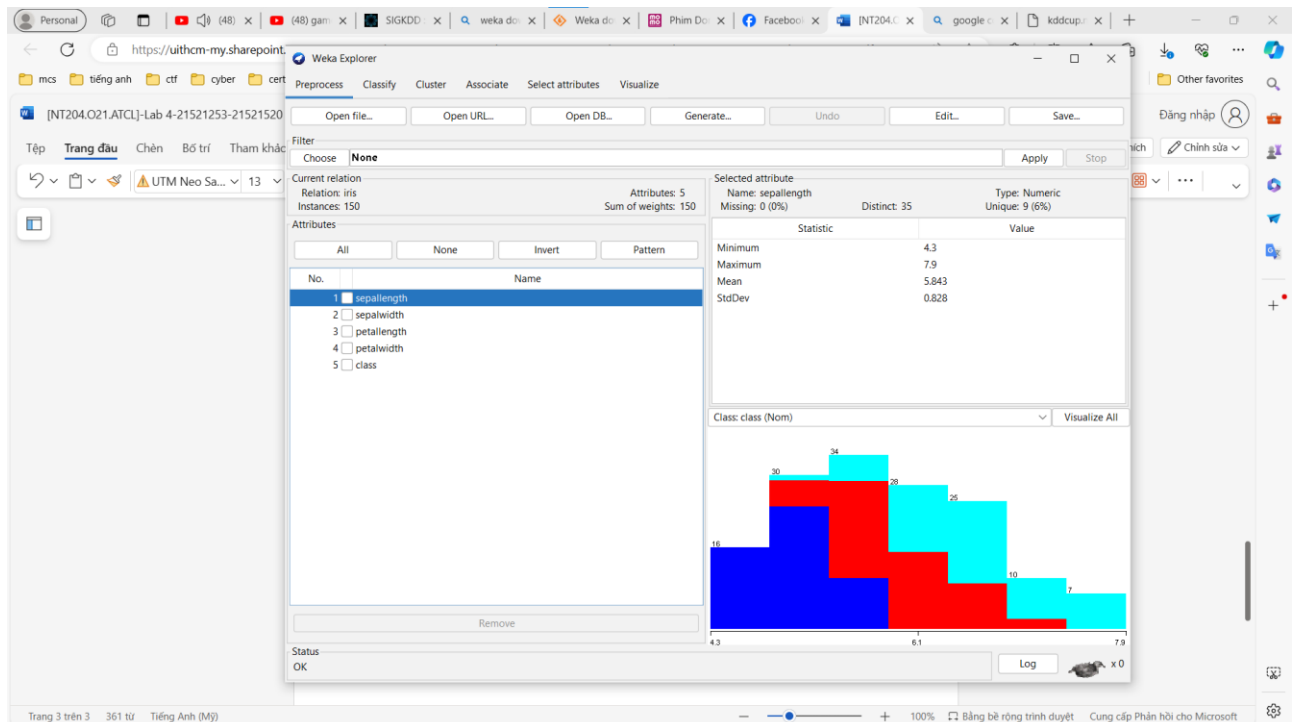 Personal
(48)
(48) gam
SIGKDD :
weka dow
Weka do
Phim Do
Facebool
[NT204.C
google c
kddcup.r
https://uithcm-my.sharepoint.
mcs
tiếng anh
ctf
cyber
cert
Other favorites
[NT204.O21.ATCL]-Lab 4-21521253-21521520
Đăng nhập
Tệp
Trang đầu
Chèn
Bố trí
Tham khảo
hích
Chỉnh sửa
UTM Neo Sa...
13
Weka Explorer
Preprocess
Classify
Cluster
Associate
Select attributes
Visualize
Open file...
Open URL...
Open DB...
Generate...
Undo
Edit...
Save...
Filter
Choose
None
Apply
Stop
Current relation
Relation: iris
Attributes: 5
Instances: 150
Sum of weights: 150
Attributes
All
None
Invert
Pattern
No.
Name
1 sepallength
2 sepalwidth
3 petallength
4 petalwidth
5 class
Remove
Selected attribute
Name: sepallength
Type: Numeric
Missing: 0 (0%)
Distinct: 35
Unique: 9 (6%)
Statistic
Value
Minimum 4.3
Maximum 7.9
Mean 5.843
StdDev 0.828
Class: class (Nom)
Visualize All
16
30
34
28
25
10
7
4.3
6.1
7.9
Status
OK
Log
x 0
Trang 3 trên 3
361 từ
Tiếng Anh (Mỹ)
100%
Bằng bề rộng trình duyệt
Cung cấp Phản hồi cho Microsoft